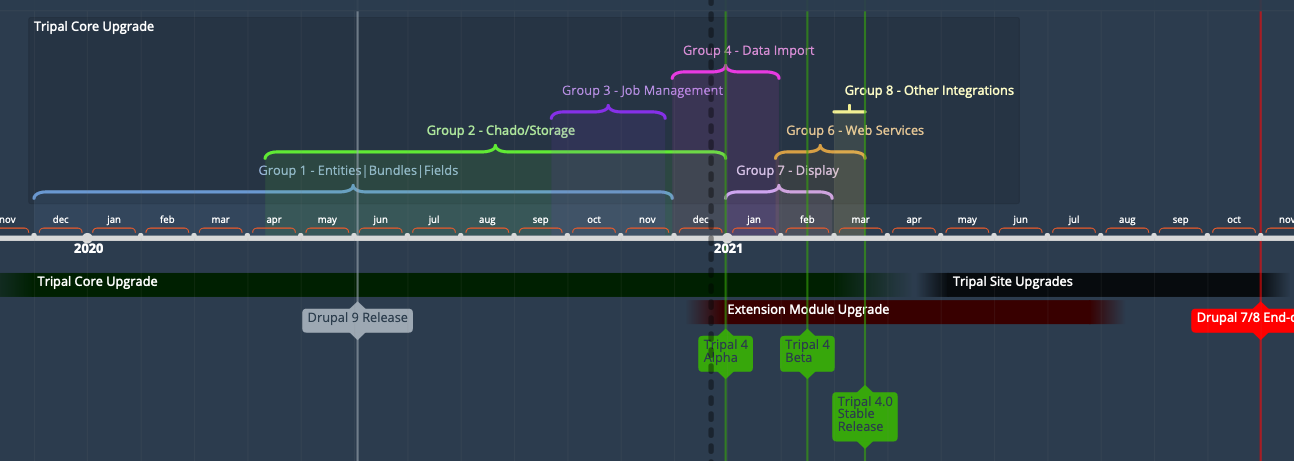 Tripal Core Upgrade
Group 4 - Data Import
Group 3 - Job Management
Group 8 - Other Integrations
Group 2 - Chado/Storage
Group 6 - Web Services
Group 1 - Entities|Bundles|Fields
Group 7 - Display
nov dec jan feb mar apr may jun jul aug sep oct nov dec jan feb mar apr may jun jul aug sep oct nov
2020 2021
Tripal Core Upgrade
Tripal Site Upgrades
Extension Module Upgrade
Drupal 9 Release
Drupal 7/8 End-
Tripal 4
Alpha
Tripal 4
Beta
Tripal 4.0
Stable
Release